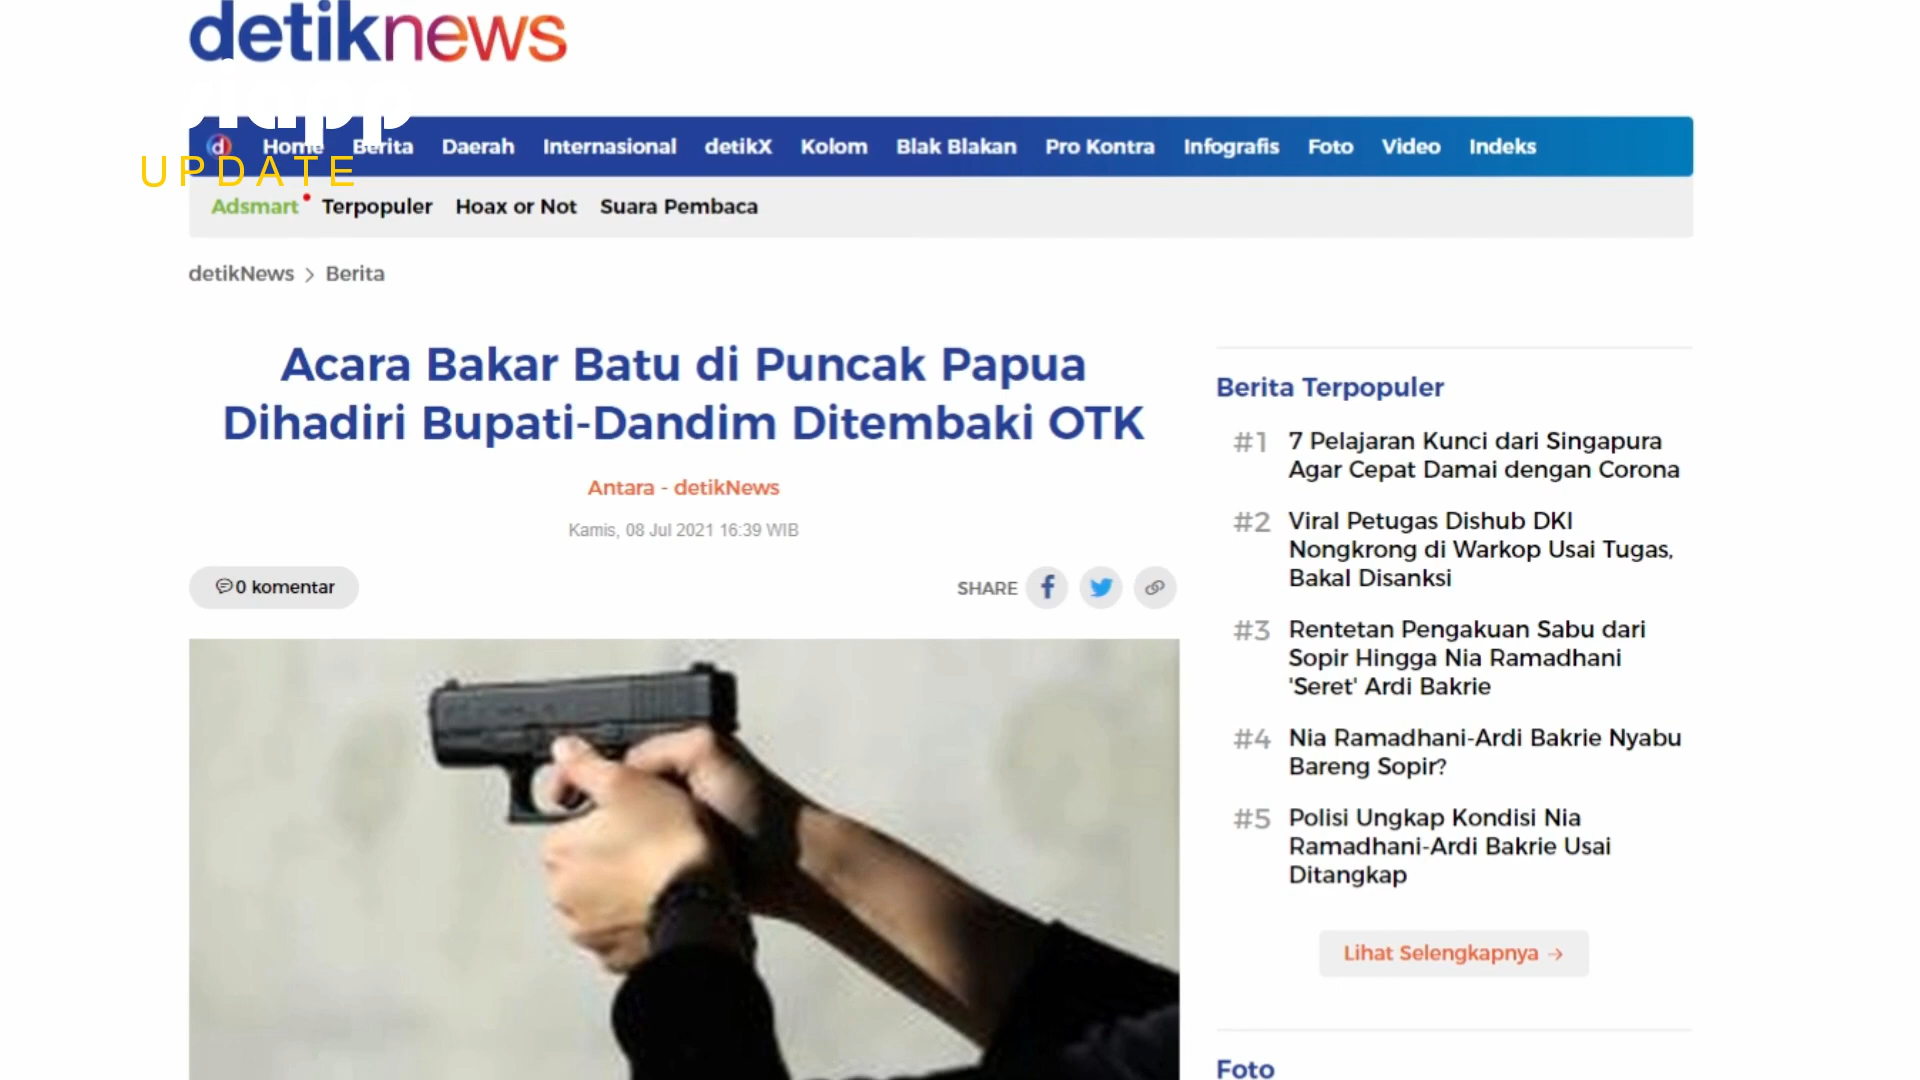 detiknews
UPDATE
Home Berita Daerah Internasional detikX Kolom Blak Blakan Pro Kontra Infografis Foto Video Indeks
Adsmart Terpopuler Hoax or Not Suara Pembaca
detikNews > Berita
Acara Bakar Batu di Puncak Papua
Dihadiri Bupati-Dandim Ditembaki OTK
Antara - detikNews
Kamis, 08 Jul 2021 16:39 WIB
0 komentar
SHARE
Berita Terpopuler
#1 7 Pelajaran Kunci dari Singapura
Agar Cepat Damai dengan Corona
#2 Viral Petugas Dishub DKI
Nongkrong di Warkop Usai Tugas,
Bakal Disanksi
#3 Rentetan Pengakuan Sabu dari
Sopir Hingga Nia Ramadhani
'Seret' Ardi Bakrie
#4 Nia Ramadhani-Ardi Bakrie Nyabu
Bareng Sopir?
#5 Polisi Ungkap Kondisi Nia
Ramadhani-Ardi Bakrie Usai
Ditangkap
Lihat Selengkapnya →
Foto